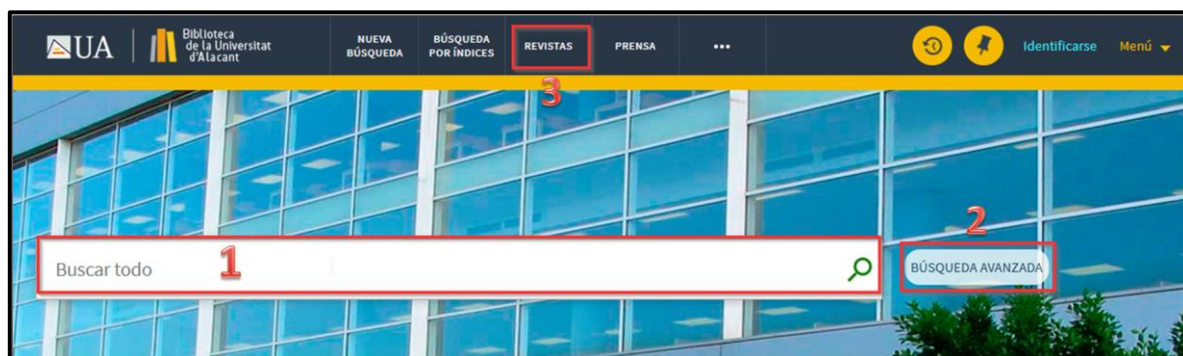 UA
Biblioteca
de la Universitat
d'Alacant
NUEVA
BÚSQUEDA
BÚSQUEDA
POR ÍNDICES
REVISTAS
PRENSA
•••
Identificarse
Menú
3
2
Buscar todo
1
BÚSQUEDA AVANZADA